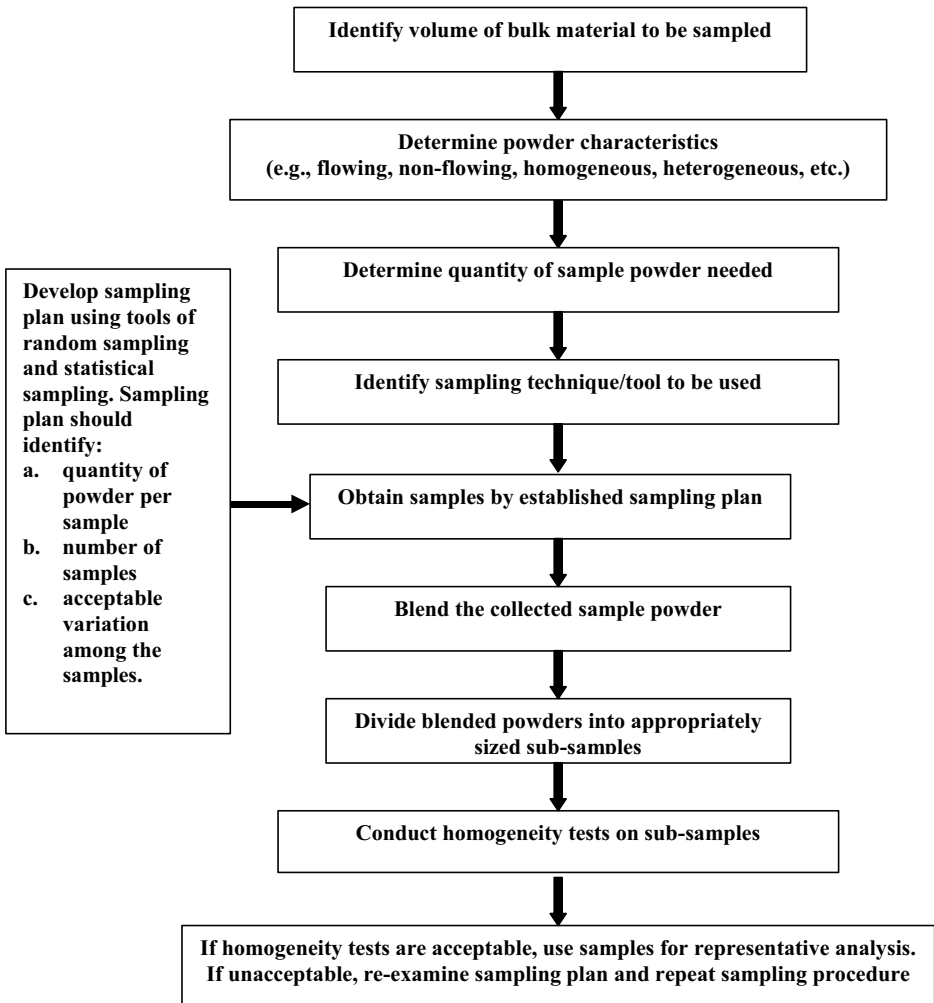 Identify volume of bulk material to be sampled
Determine powder characteristics
(e.g., flowing, non-flowing, homogeneous, heterogeneous, etc.)
Determine quantity of sample powder needed
Identify sampling technique/tool to be used
Develop sampling
plan using tools of
random sampling
and statistical
sampling. Sampling
plan should
identify:
a. quantity of
powder per
sample
b. number of
samples
c. acceptable
variation
among the
samples.
Obtain samples by established sampling plan
Blend the collected sample powder
Divide blended powders into appropriately
sized sub-samples
Conduct homogeneity tests on sub-samples
If homogeneity tests are acceptable, use samples for representative analysis.
If unacceptable, re-examine sampling plan and repeat sampling procedure